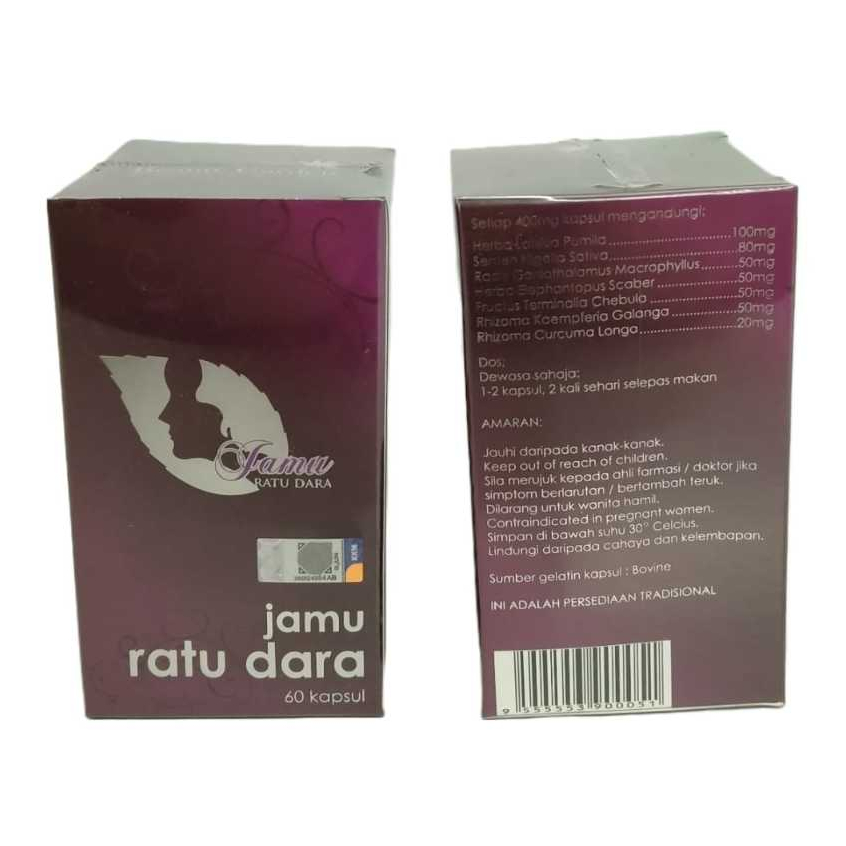 Jamu
RATU DARA
KKM
jamu
ratu dara
60 kapsul
Setiap 400mg kapsul mengandungi:
Herba Labisia Pumila.....................100mg
Semen Nigella Sativa.....................80mg
Radix Goniothalamus Macrophyllus.........50mg
Herba Elephantopus Scaber................50mg
Fructus Terminalia Chebula...............50mg
Rhizoma Kaempferia Galanga...............50mg
Rhizoma Curcuma Longa....................20mg
Dos:
Dewasa sahaja:
1-2 kapsul, 2 kali sehari selepas makan
AMARAN:
Jauhi daripada kanak-kanak.
Keep out of reach of children.
Sila merujuk kepada ahli farmasi / doktor jika
simptom berlarutan / bertambah teruk.
Dilarang untuk wanita hamil.
Contraindicated in pregnant women.
Simpan di bawah suhu 30° Celcius.
Lindungi daripada cahaya dan kelembapan.
Sumber gelatin kapsul : Bovine
INI ADALAH PERSEDIAAN TRADISIONAL
9 555553 900051